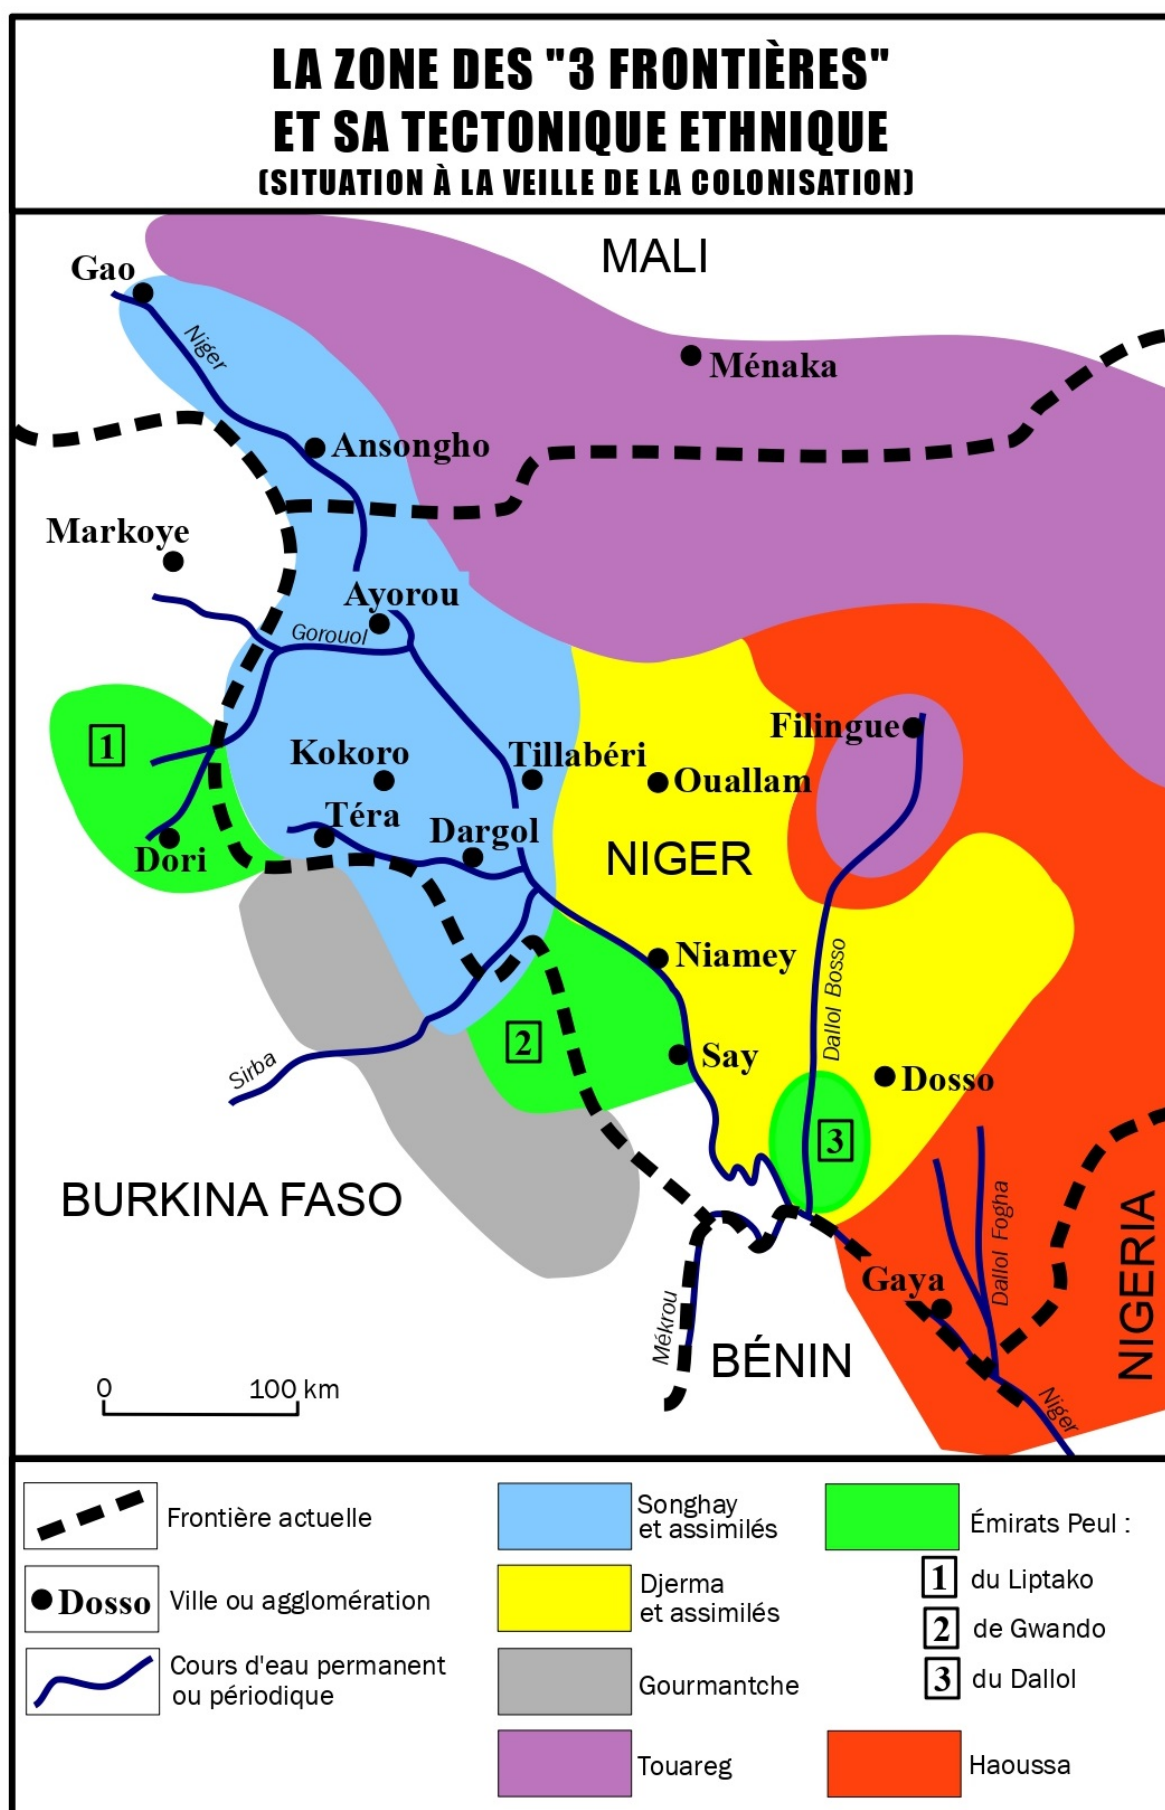 LA ZONE DES "3 FRONTIÈRES"
ET SA TECTONIQUE ETHNIQUE
(SITUATION À LA VEILLE DE LA COLONISATION)
MALI
Gao
Niger
Ménaka
Ansongho
Markoye
Ayorou
Gorouol
1
Filingue
Kokoro
Tillabéri
Ouallam
Téra
Dargol
Dori
NIGER
Niamey
Dallol Bosso
2
Say
Dosso
Sirba
3
BURKINA FASO
Dallol Fogha
NIGERIA
Gaya
Mékrou
BÉNIN
0 100 km
Niger
Frontière actuelle
Dosso
Ville ou agglomération
Cours d'eau permanent
ou périodique
Songhay
et assimilés
Djerma
et assimilés
Gourmantche
Touareg
Émirats Peul :
1 du Liptako
2 de Gwando
3 du Dallol
Haoussa